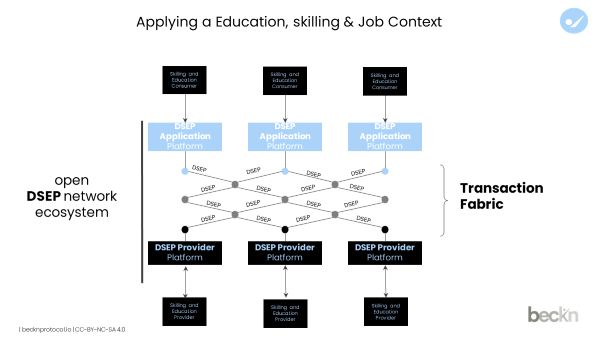 Applying a Education, skilling & Job Context
Skilling and
Education
Consumer
Skilling and
Education
Consumer
Skilling and
Education
Consumer
DSEP
Application
Platform
DSEP
Application
Platform
DSEP
Application
Platform
open
DSEP network
ecosystem
DSEP DSEP DSEP DSEP
DSEP DSEP DSEP DSEP
DSEP DSEP DSEP DSEP
DSEP DSEP DSEP DSEP
Transaction
Fabric
DSEP Provider
Platform
DSEP Provider
Platform
DSEP Provider
Platform
Skilling and
Education
Provider
Skilling and
Education
Provider
Skilling and
Education
Provider
| becknprotocol.io | CC-BY-NC-SA 4.0
beckn